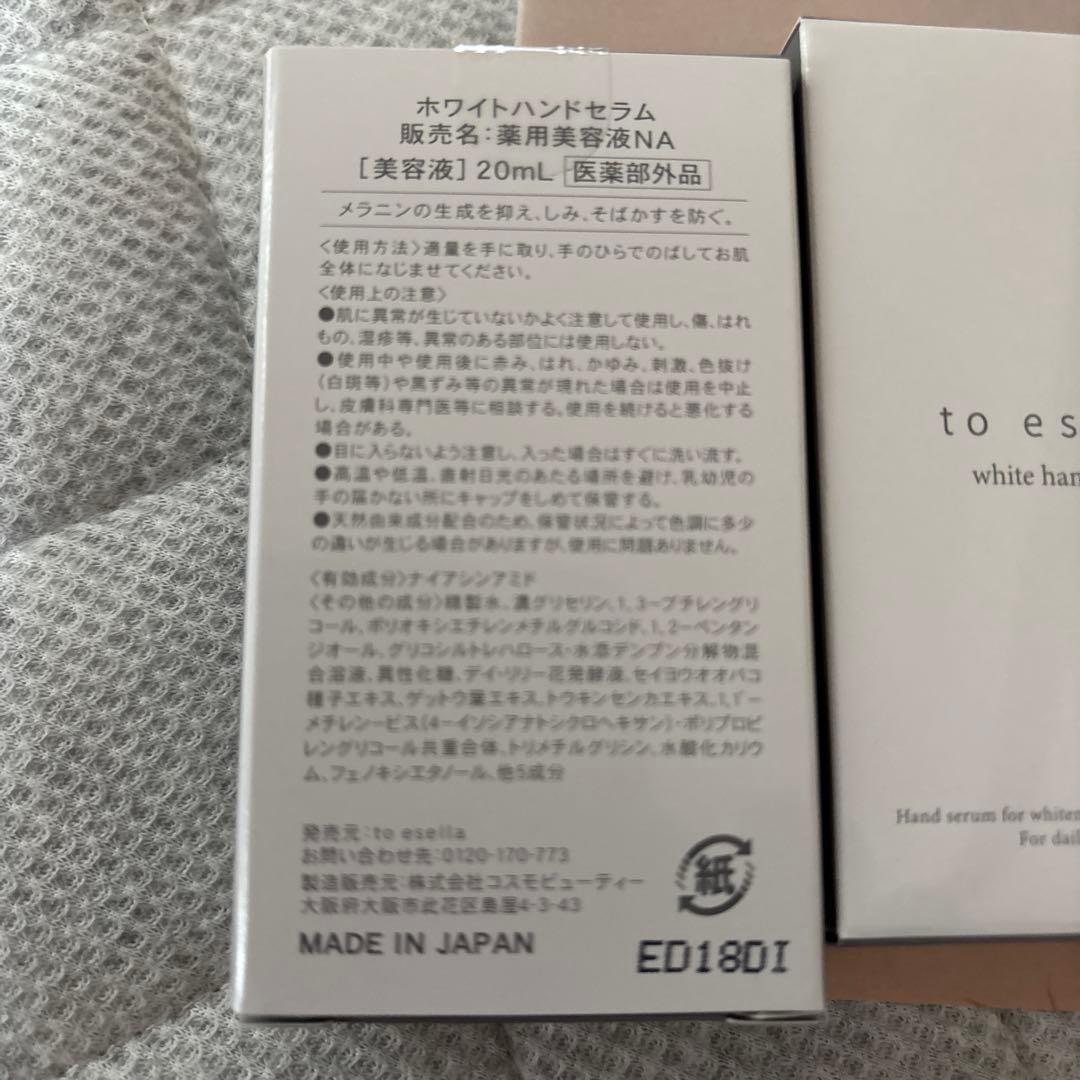 ホワイトハンドセラム
販売名:薬用美容液NA
[美容液] 20mL 医薬部外品
メラニンの生成を抑え、しみ、そばかすを防ぐ。
〈使用方法〉適量を手に取り、手のひらでのばしてお肌
全体になじませてください。
〈使用上の注意〉
●肌に異常が生じていないかよく注意して使用し、傷、はれ
もの、湿疹等、異常のある部位には使用しない。
●使用中や使用後に赤み、はれ、かゆみ、刺激、色抜け
(白斑等)や黒ずみ等の異常が現れた場合は使用を中止
し、皮膚科専門医等に相談する。使用を続けると悪化する
場合がある。
●目に入らないよう注意し、入った場合はすぐに洗い流す。
●高温や低温、直射日光のあたる場所を避け、乳幼児の
手の届かない所にキャップをしめて保管する。
●天然由来成分配合のため、保管状況によって色調に多少
の違いが生じる場合がありますが、使用に問題ありません。
〈有効成分〉ナイアシンアミド
〈その他の成分〉精製水、濃グリセリン、1,3-ブチレングリ
コール、ポリオキシエチレンメチルグルコシド、1,2-ペンタン
ジオール、グリコシルトレハロース・水添デンプン分解物混
合溶液、異性化糖、デイ・リリー花発酵液、セイヨウオオバコ
種子エキス、ゲットウ葉エキス、トウキンセンカエキス、1,1'-
メチレン-ビス(4-イソシアナトシクロヘキサン)・ポリプロピ
レングリコール共重合体、トリメチルグリシン、水酸化カリウ
ム、フェノキシエタノール、他5成分
発売元:to esella
お問い合わせ先:0120-170-773
製造販売元:株式会社コスモビューティー
大阪府大阪市此花区島屋4-3-43
MADE IN JAPAN
紙
ED18DI
to es
white han
Hand serum for whiten
For dail